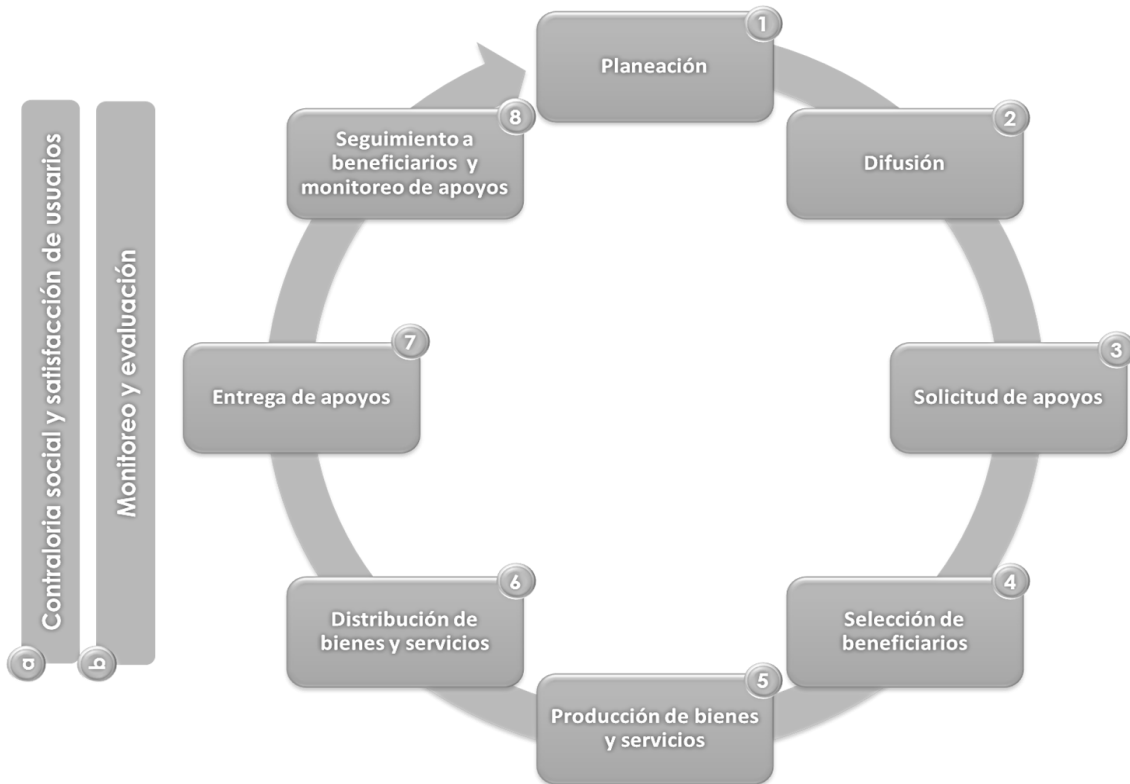 1
Planeación
2
Difusión
3
Solicitud de apoyos
4
Selección de
beneficiarios
5
Producción de bienes
y servicios
6
Distribución de
bienes y servicios
7
Entrega de apoyos
8
Seguimiento a
beneficiarios y
monitoreo de apoyos
a
Contraloria social y satisfacción de usuarios
b
Monitoreo y evaluación